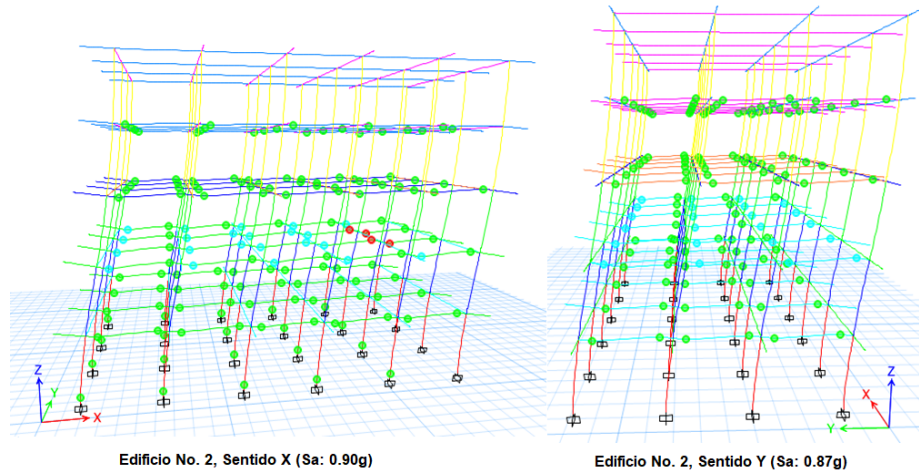 Z
Y
X
Z
X
Y
Edificio No. 2, Sentido X (Sa: 0.90g)
Edificio No. 2, Sentido Y (Sa: 0.87g)